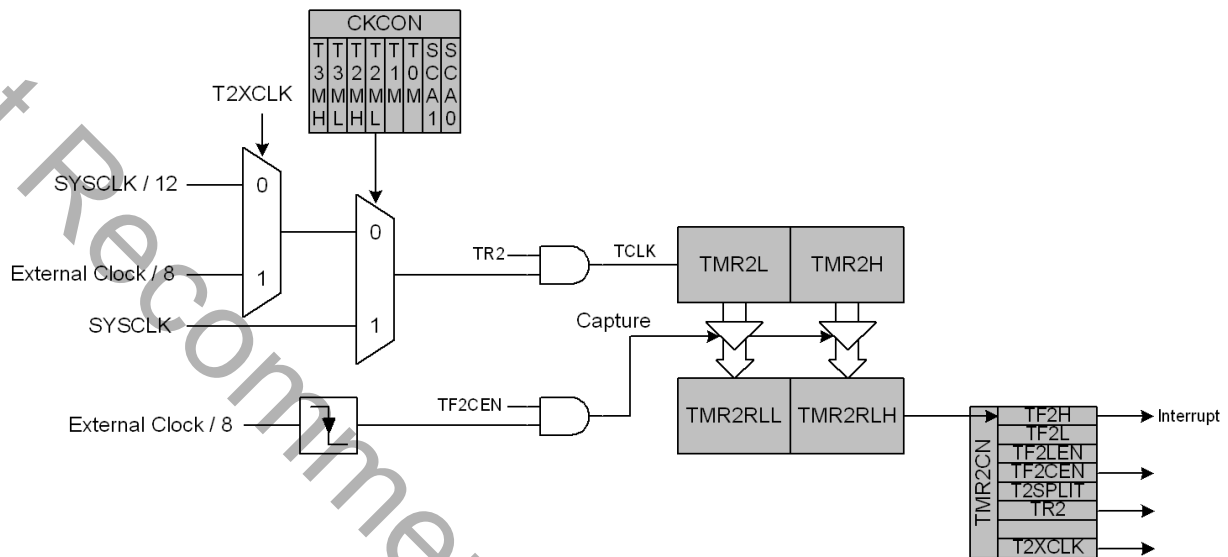 CKCON
T3MH T3ML T2MH T2ML T1M T0M SCA1 SCA0
T2XCLK
SYSCLK / 12
0
External Clock / 8
1
0
SYSCLK
1
TR2
TCLK
TMR2L
TMR2H
Capture
External Clock / 8
TF2CEN
TMR2RLL
TMR2RLH
TMR2CN
TF2H
Interrupt
TF2L
TF2LEN
TF2CEN
T2SPLIT
TR2
T2XCLK
t Recommen